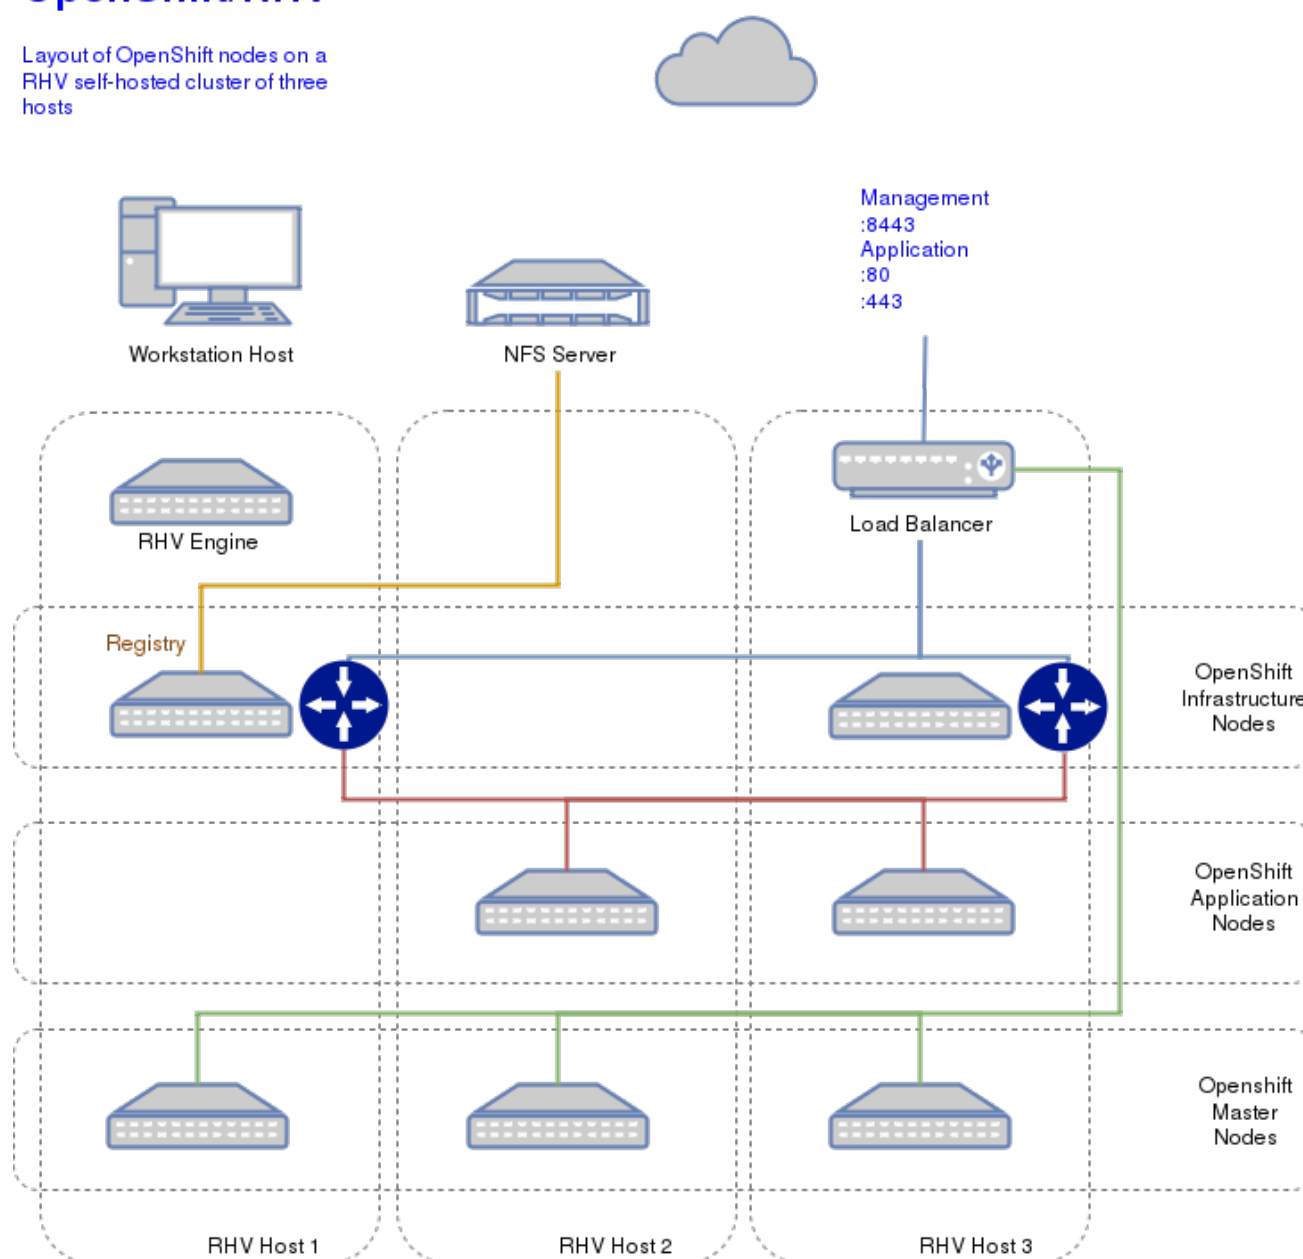 Layout of OpenShift nodes on a
RHV self-hosted cluster of three
hosts
Management
:8443
Application
:80
:443
Workstation Host
NFS Server
RHV Engine
Load Balancer
Registry
OpenShift
Infrastructure
Nodes
OpenShift
Application
Nodes
Openshift
Master
Nodes
RHV Host 1
RHV Host 2
RHV Host 3